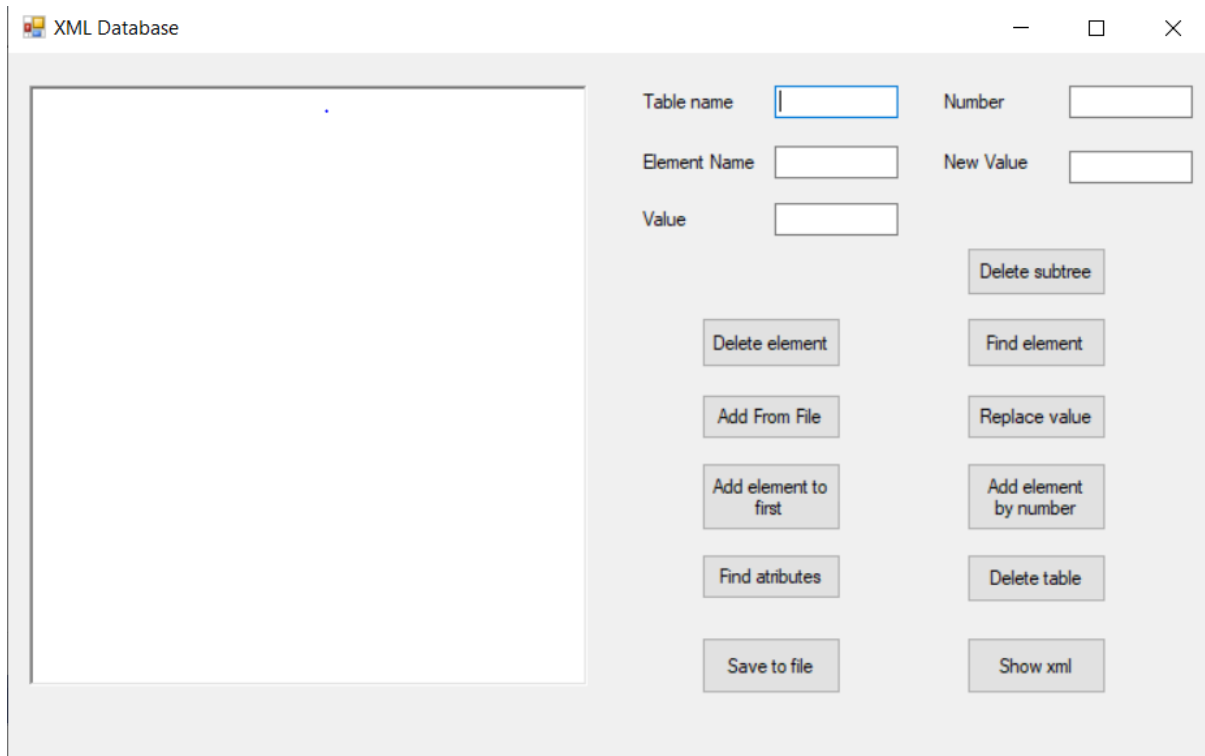 XML Database
Table name
Number
Element Name
New Value
Value
Delete subtree
Delete element
Find element
Add From File
Replace value
Add element to
first
Add element
by number
Find atributes
Delete table
Save to file
Show xml